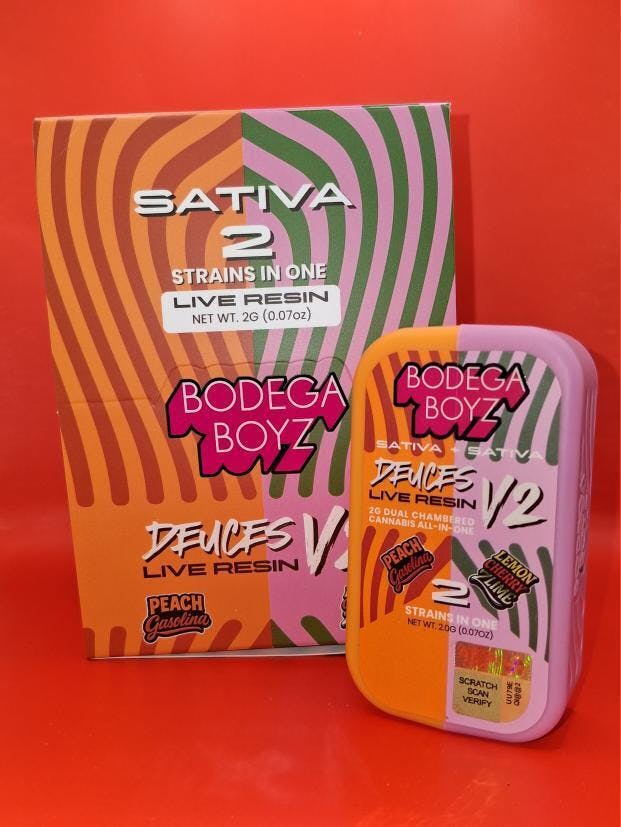 SATIVA
2
STRAINS IN ONE
LIVE RESIN
NET WT. 2G (0.07oz)
BODEGA
BOYZ
DEUCES
LIVE RESIN
PEACH
Gasolina
BODEGA
BOYZ
SATIVA + SATIVA
DEUCES V2
LIVE RESIN
2G DUAL CHAMBERED
CANNABIS ALL-IN-ONE
PEACH
Gasolina
LEMON
CHERRY
LIME
2
STRAINS IN ONE
NET WT. 2.0G (0.07OZ)
SCRATCH
SCAN
VERIFY